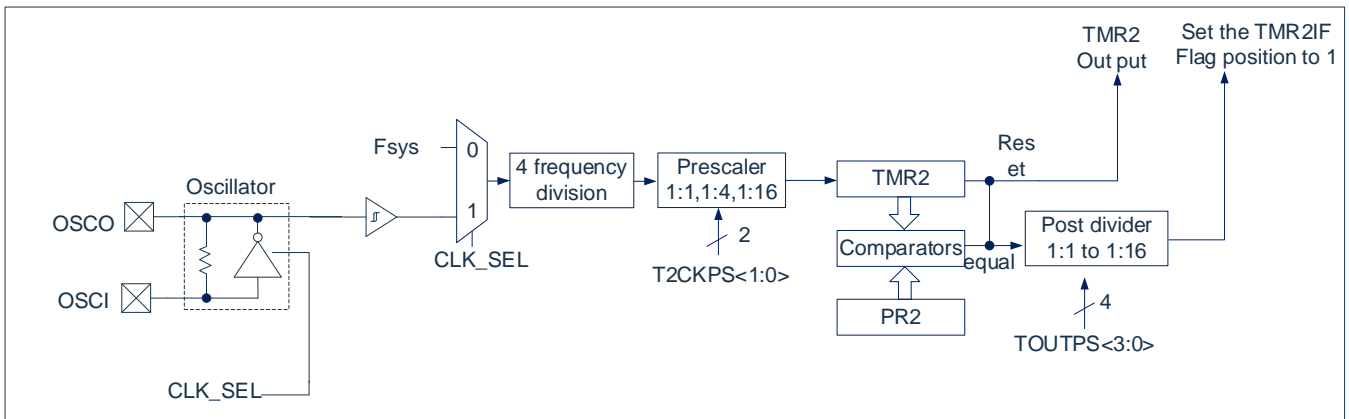 TMR2
Out put
Set the TMR2IF
Flag position to 1
Fsys
0
1
CLK_SEL
4 frequency
division
Prescaler
1:1,1:4,1:16
2
T2CKPS<1:0>
TMR2
Res
et
Comparators
equal
PR2
Post divider
1:1 to 1:16
4
TOUTPS<3:0>
Oscillator
OSCO
OSCI
CLK_SEL